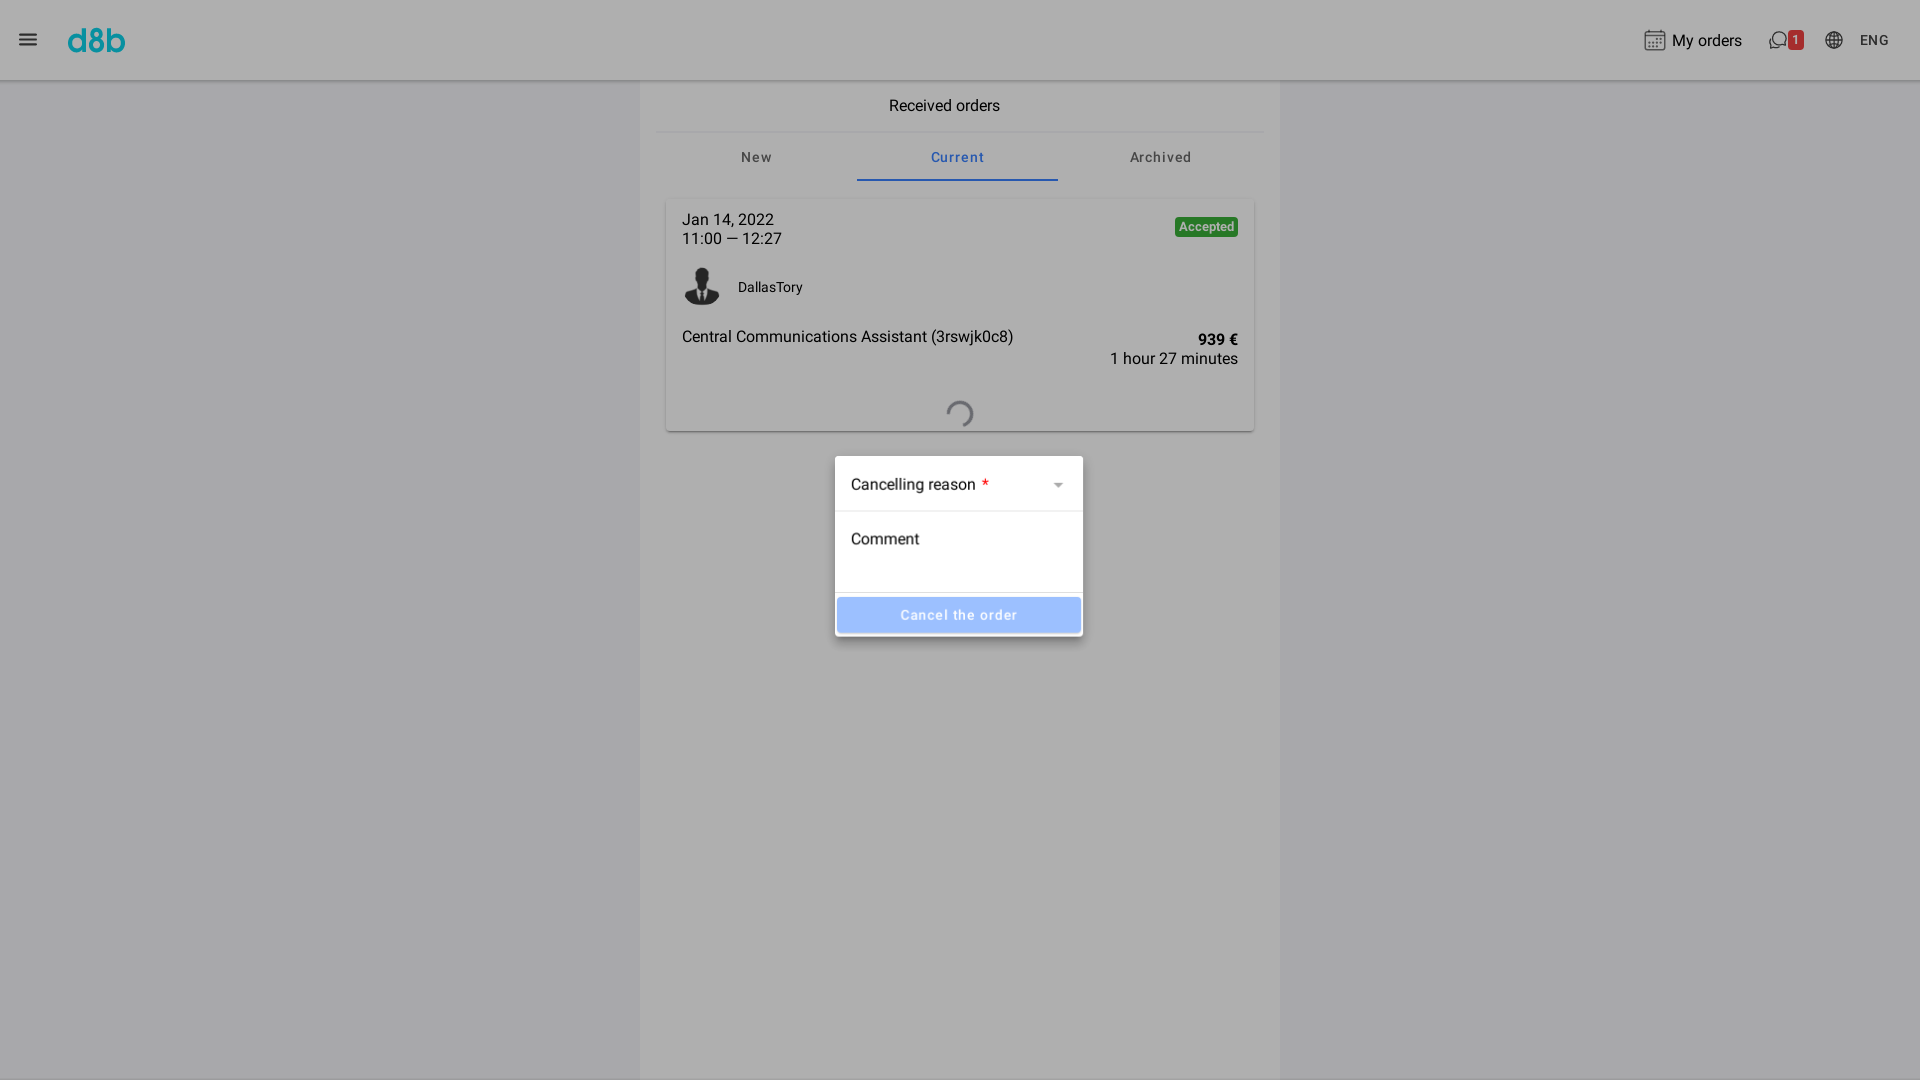 d8b
My orders
1
ENG
Received orders
New
Current
Archived
Jan 14, 2022
11:00 — 12:27
Accepted
DallasTory
Central Communications Assistant (3rswjk0c8)
939 €
1 hour 27 minutes
Cancelling reason *
Comment
Cancel the order